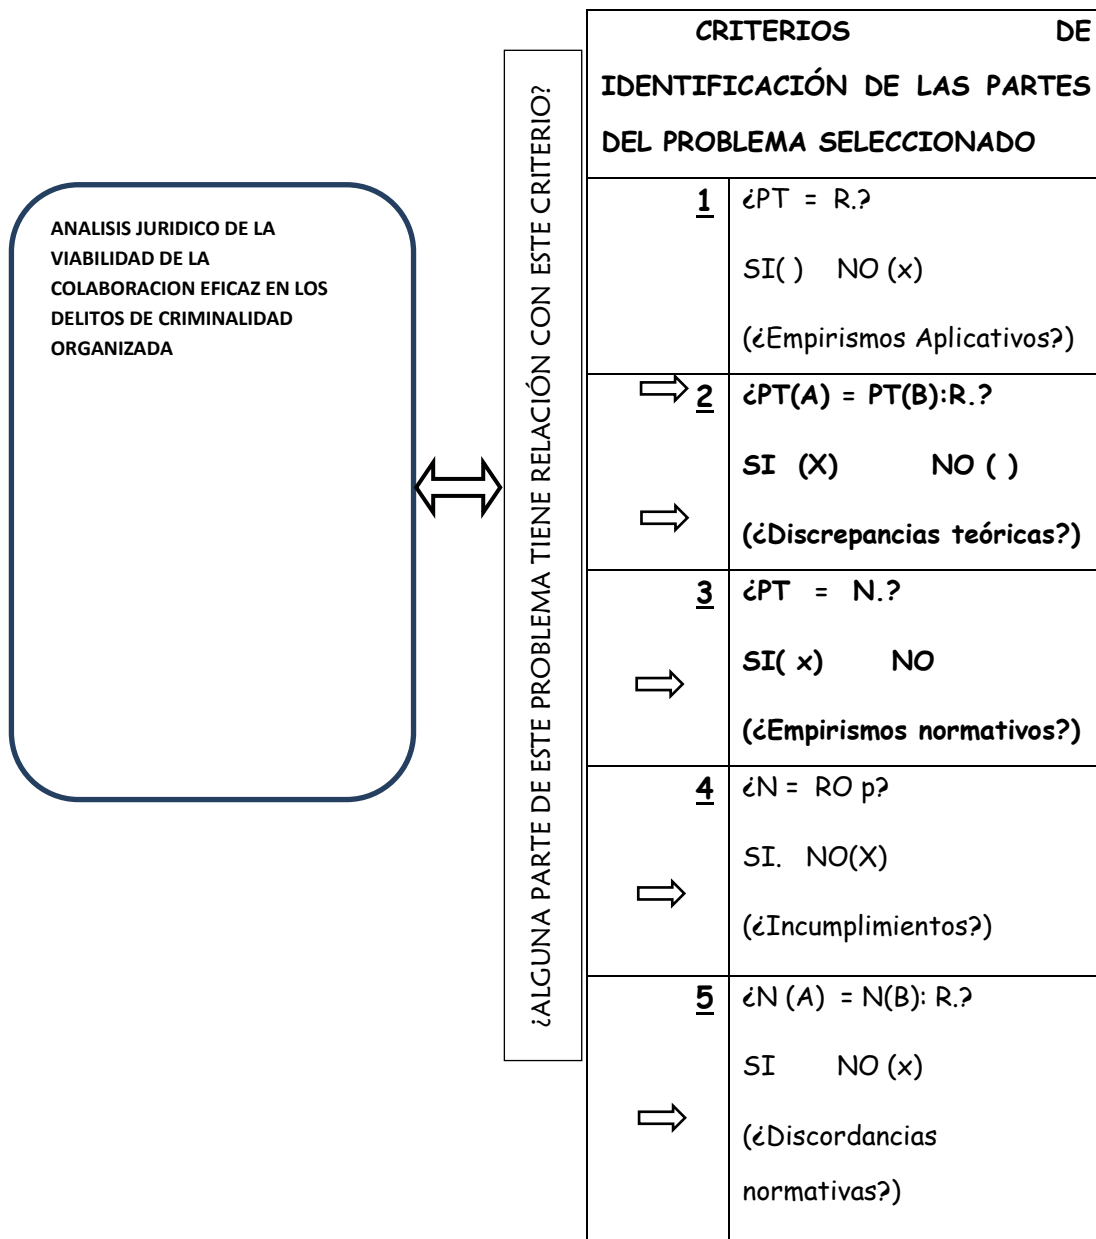 ANALISIS JURIDICO DE LA
VIABILIDAD DE LA
COLABORACION EFICAZ EN LOS
DELITOS DE CRIMINALIDAD
ORGANIZADA
¿ALGUNA PARTE DE ESTE PROBLEMA TIENE RELACIÓN CON ESTE CRITERIO?
CRITERIOS DE
IDENTIFICACIÓN DE LAS PARTES
DEL PROBLEMA SELECCIONADO
1 ¿PT = R.?
SI( ) NO (x)
(¿Empirismos Aplicativos?)
2 ¿PT(A) = PT(B):R.?
SI (X) NO ( )
(¿Discrepancias teóricas?)
3 ¿PT = N.?
SI( x) NO
(¿Empirismos normativos?)
4 ¿N = RO p?
SI. NO(X)
(¿Incumplimientos?)
5 ¿N (A) = N(B): R.?
SI NO (x)
(¿Discordancias
normativas?)